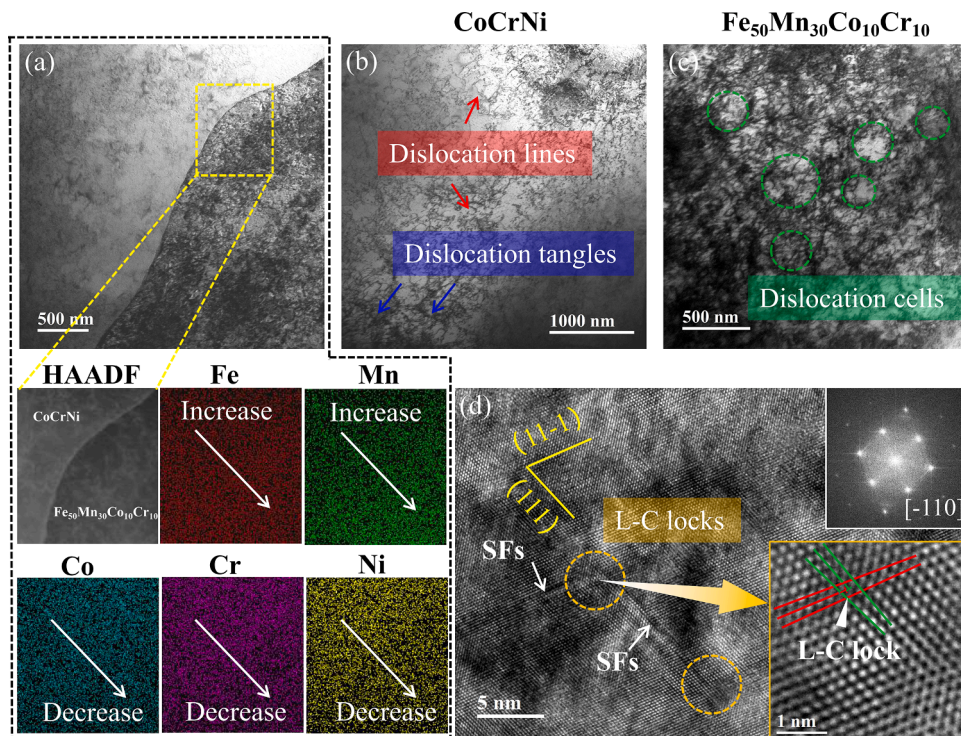 CoCrNi
Fe₅₀Mn₃₀Co₁₀Cr₁₀
(a)
500 nm
(b)
Dislocation lines
Dislocation tangles
1000 nm
(c)
Dislocation cells
500 nm
HAADF
Fe
Mn
CoCrNi
Fe₅₀Mn₃₀Co₁₀Cr₁₀
Increase
Increase
Co
Cr
Ni
Decrease
Decrease
Decrease
(d)
(11-1)
(111)
L-C locks
SFs
SFs
5 nm
[-110]
L-C lock
1 nm